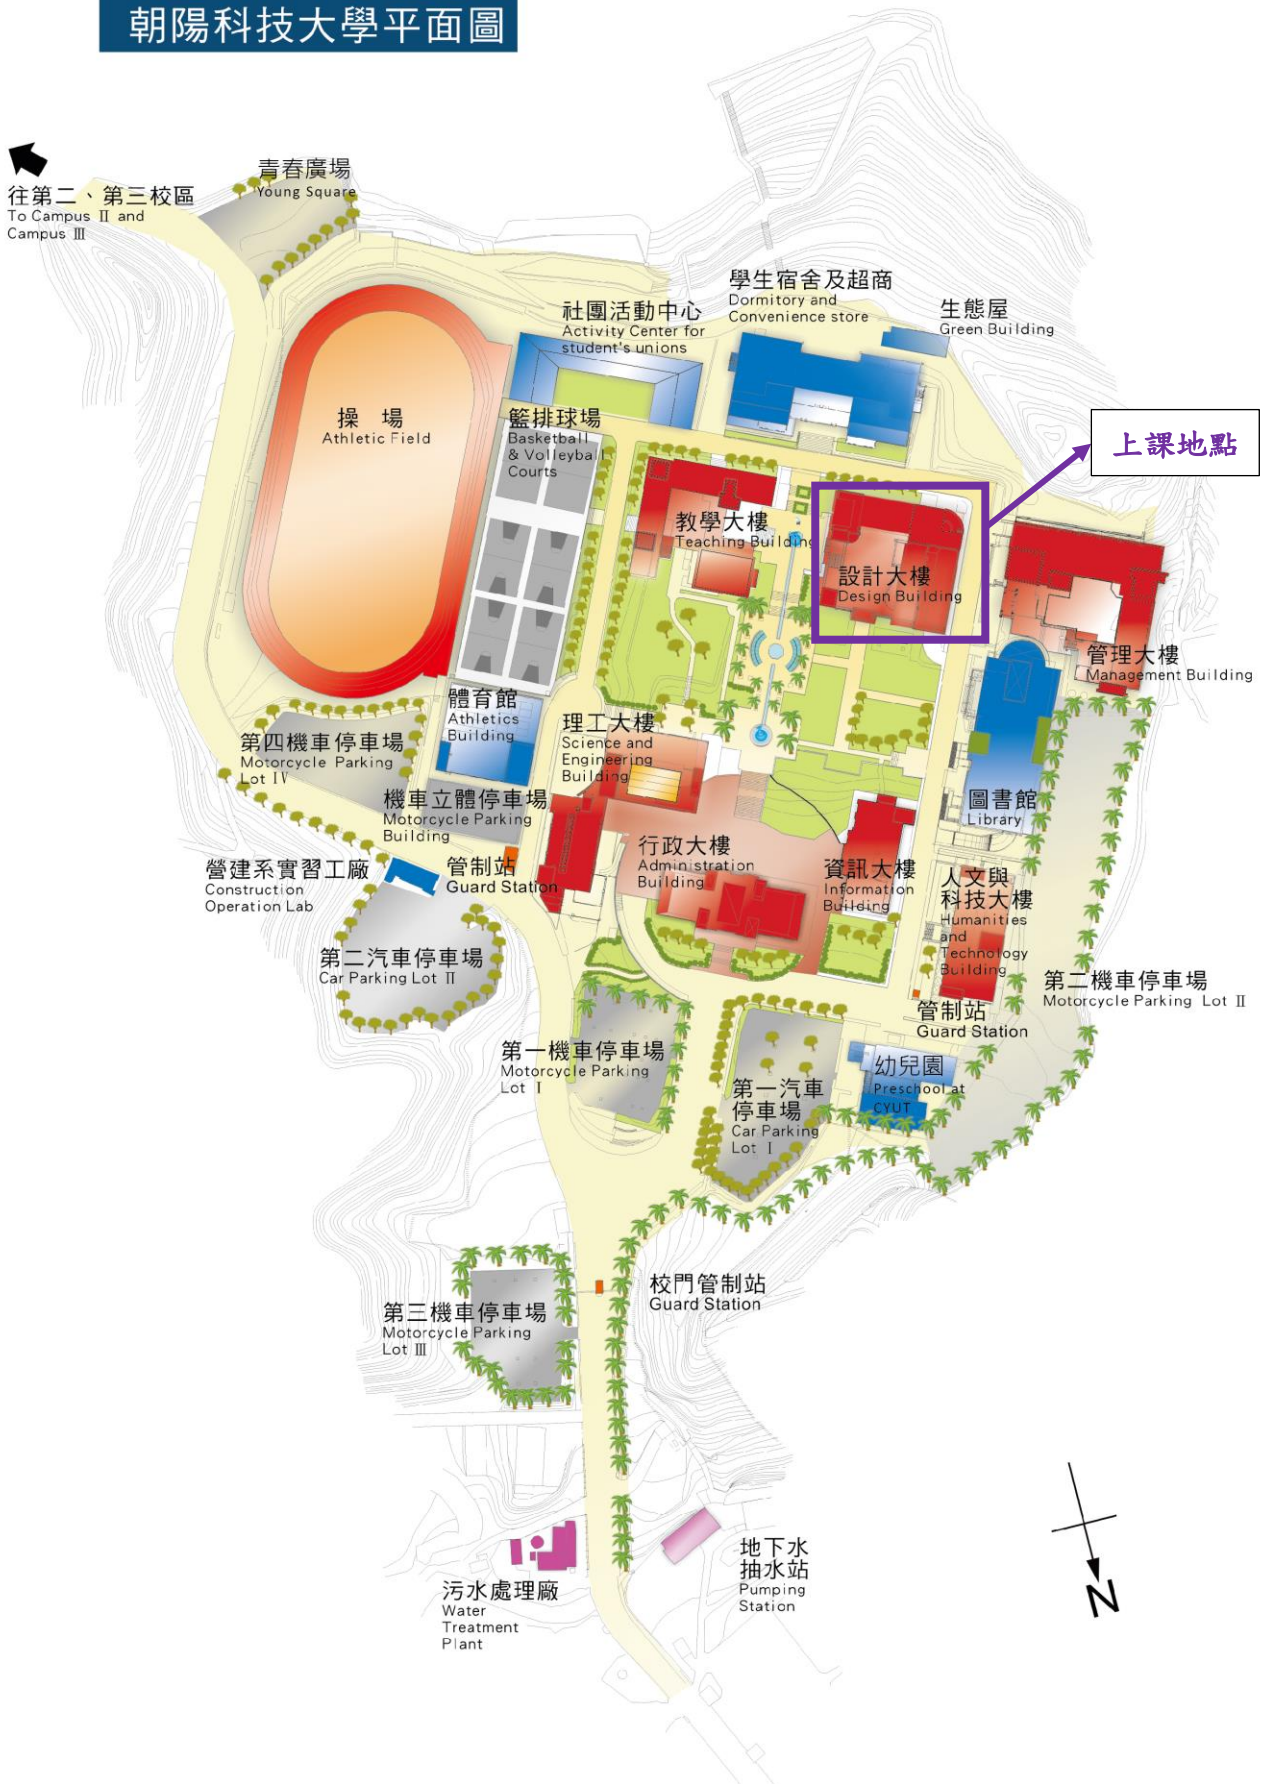 朝陽科技大學平面圖
青春廣場
Young Square
往第二、第三校區
To Campus Ⅱ and
Campus Ⅲ
學生宿舍及超商
Dormitory and
Convenience store
生態屋
Green Building
社團活動中心
Activity Center for
student's unions
操 場
Athletic Field
籃排球場
Basketball
& Volleyball
Courts
上課地點
教學大樓
Teaching Building
設計大樓
Design Building
管理大樓
Management Building
體育館
Athletics
Building
理工大樓
Science and
Engineering
Building
第四機車停車場
Motorcycle Parking
Lot Ⅳ
機車立體停車場
Motorcycle Parking
Building
圖書館
Library
行政大樓
Administration
Building
資訊大樓
Information
Building
人文與
科技大樓
Humanities
and
Technology
Building
營建系實習工廠
Construction
Operation Lab
管制站
Guard Station
第二汽車停車場
Car Parking Lot Ⅱ
第二機車停車場
Motorcycle Parking Lot Ⅱ
管制站
Guard Station
第一機車停車場
Motorcycle Parking
Lot Ⅰ
幼兒園
Preschool at
CYUT
第一汽車
停車場
Car Parking
Lot Ⅰ
校門管制站
Guard Station
第三機車停車場
Motorcycle Parking
Lot Ⅲ
地下水
抽水站
Pumping
Station
污水處理廠
Water
Treatment
Plant
N